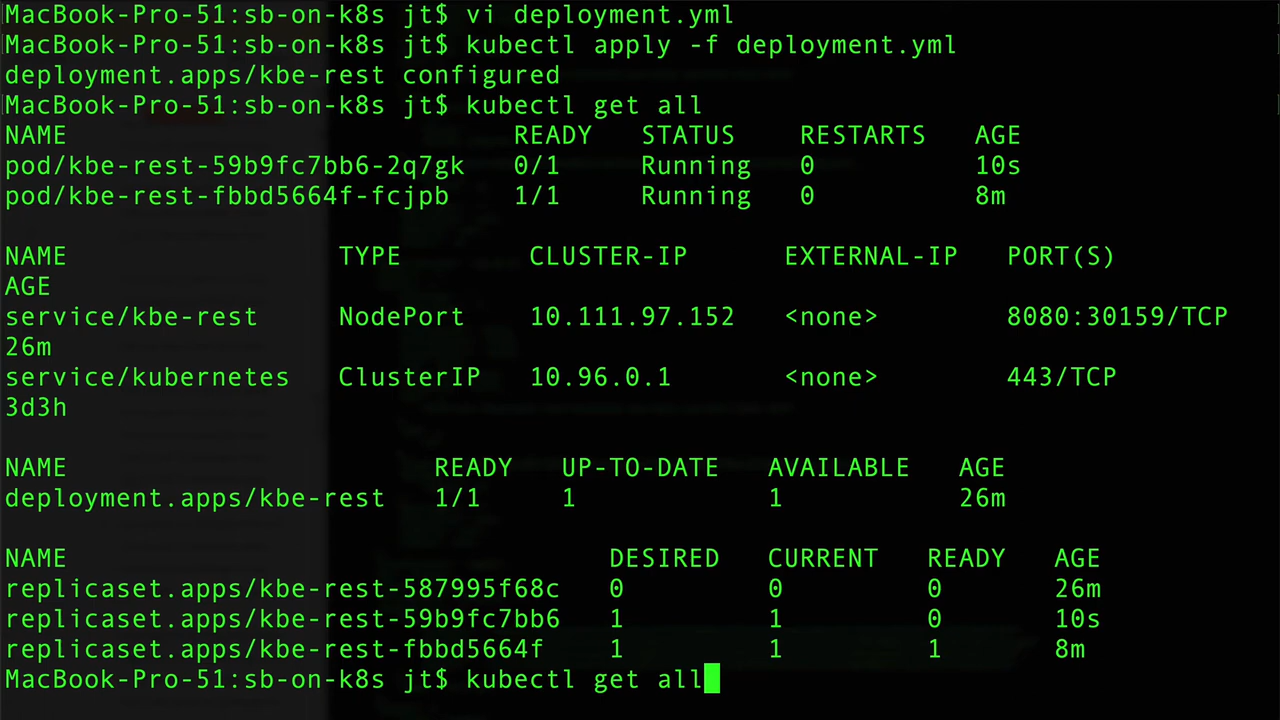 MacBook-Pro-51:sb-on-k8s jt$ vi deployment.yml
MacBook-Pro-51:sb-on-k8s jt$ kubectl apply -f deployment.yml
deployment.apps/kbe-rest configured
MacBook-Pro-51:sb-on-k8s jt$ kubectl get all
NAME READY STATUS RESTARTS AGE
pod/kbe-rest-59b9fc7bb6-2q7gk 0/1 Running 0 10s
pod/kbe-rest-fbbd5664f-fcjpb 1/1 Running 0 8m
NAME TYPE CLUSTER-IP EXTERNAL-IP PORT(S)
AGE
service/kbe-rest NodePort 10.111.97.152 <none> 8080:30159/TCP
26m
service/kubernetes ClusterIP 10.96.0.1 <none> 443/TCP
3d3h
NAME READY UP-TO-DATE AVAILABLE AGE
deployment.apps/kbe-rest 1/1 1 1 26m
NAME DESIRED CURRENT READY AGE
replicaset.apps/kbe-rest-587995f68c 0 0 0 26m
replicaset.apps/kbe-rest-59b9fc7bb6 1 1 0 10s
replicaset.apps/kbe-rest-fbbd5664f 1 1 1 8m
MacBook-Pro-51:sb-on-k8s jt$ kubectl get all